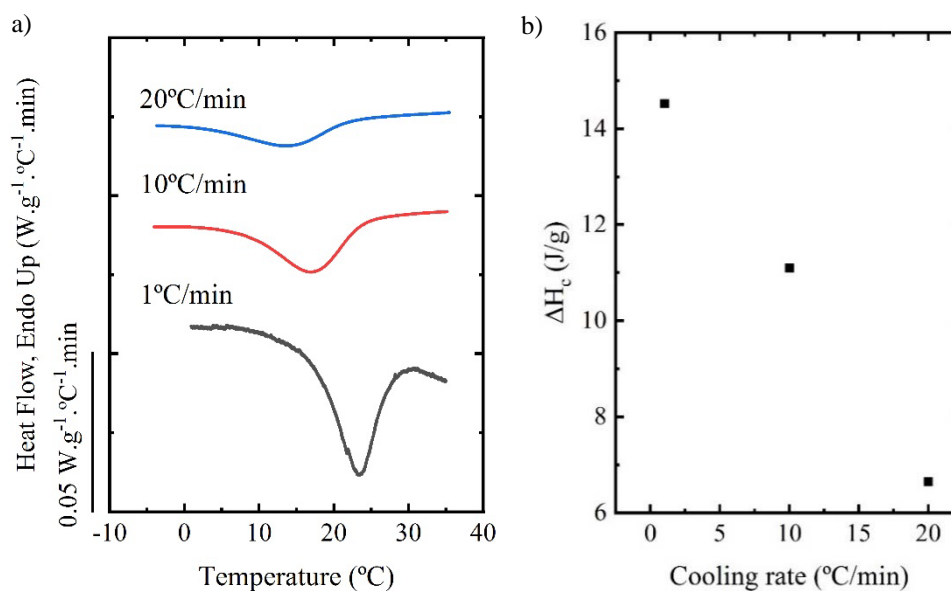 a)
20ºC/min
10ºC/min
1ºC/min
Heat Flow, Endo Up (W.g⁻¹.ºC⁻¹.min)
0.05 W.g⁻¹.ºC⁻¹.min
-10 0 10 20 30 40
Temperature (ºC)
b)
16
14
12
10
8
6
ΔH_c (J/g)
0 5 10 15 20
Cooling rate (ºC/min)